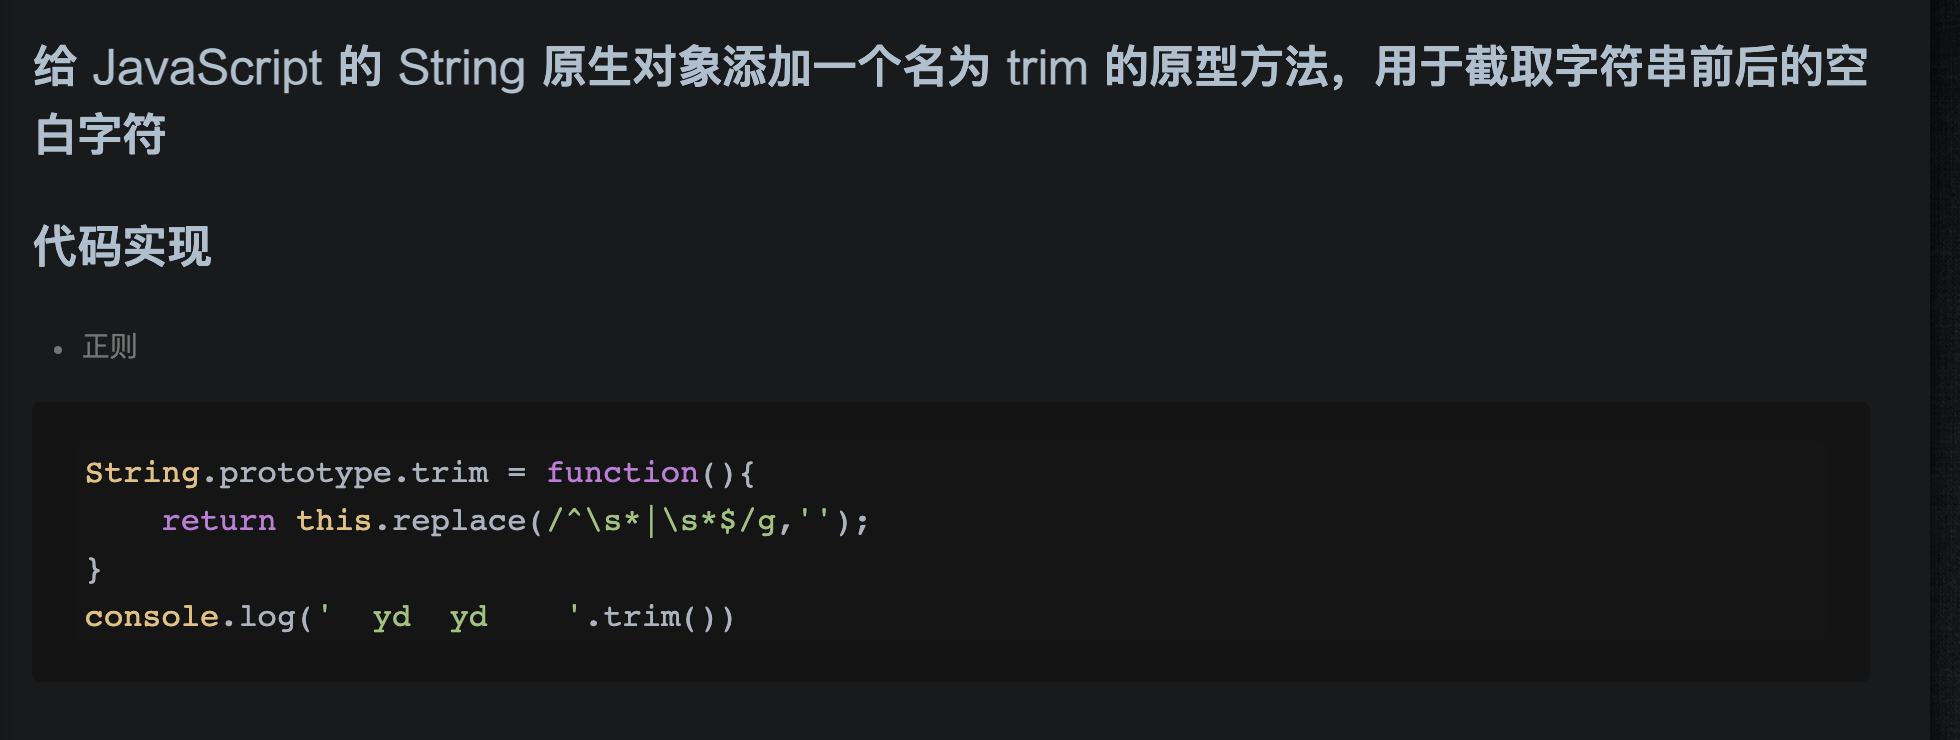 给 JavaScript 的 String 原生对象添加一个名为 trim 的原型方法，用于截取字符串前后的空
白字符
代码实现
• 正则
String.prototype.trim = function(){
    return this.replace(/^\s*|\s*$/g,'');
}
console.log('  yd  yd    '.trim())